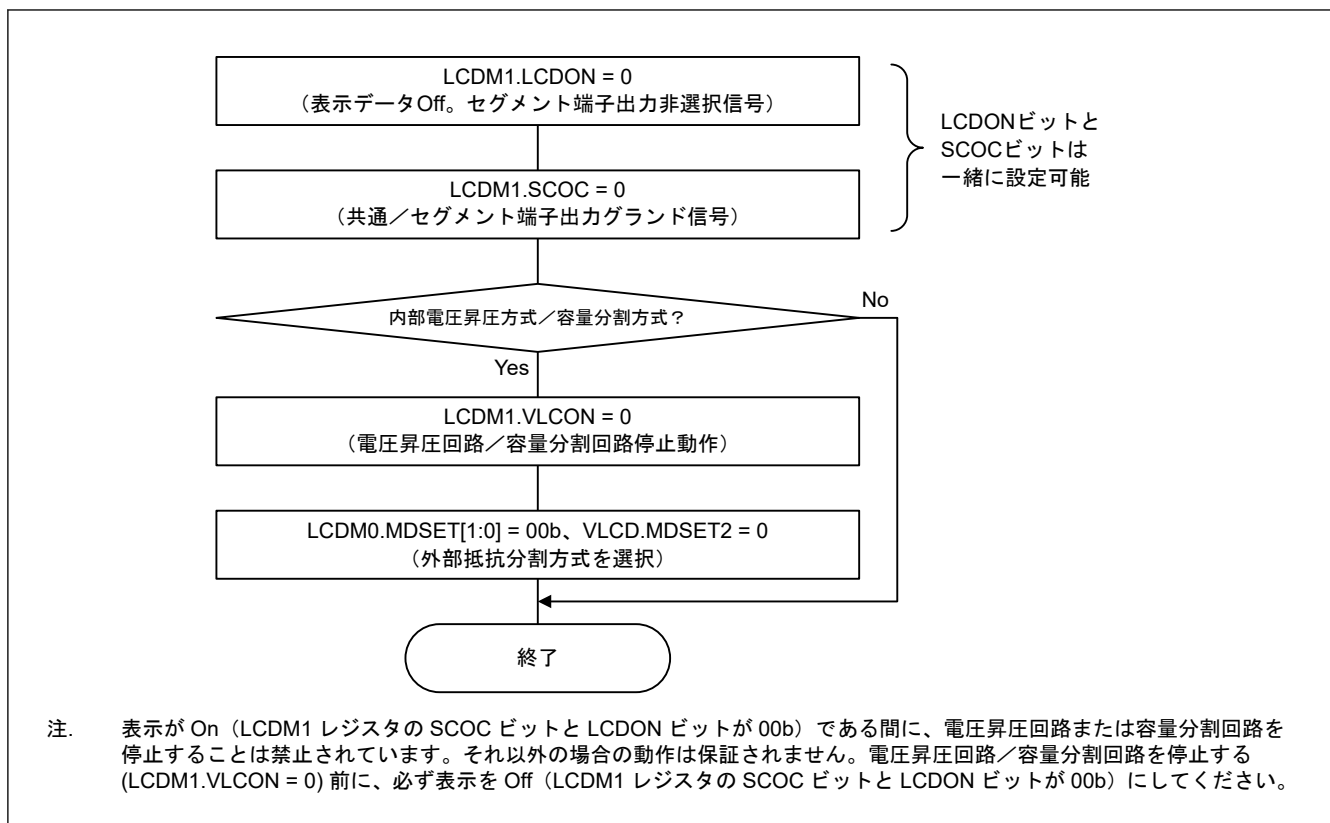 LCDM1.LCDON = 0
（表示データOff。セグメント端子出力非選択信号）
LCDM1.SCOC = 0
（共通／セグメント端子出力グランド信号）
LCDONビットと
SCOCビットは
一緒に設定可能
内部電圧昇圧方式／容量分割方式？
No
Yes
LCDM1.VLCON = 0
（電圧昇圧回路／容量分割回路停止動作）
LCDM0.MDSET[1:0] = 00b、VLCD.MDSET2 = 0
（外部抵抗分割方式を選択）
終了
注. 表示が On（LCDM1 レジスタの SCOC ビットと LCDON ビットが 00b）である間に、電圧昇圧回路または容量分割回路を
停止することは禁止されています。それ以外の場合の動作は保証されません。電圧昇圧回路／容量分割回路を停止する
(LCDM1.VLCON = 0) 前に、必ず表示を Off（LCDM1 レジスタの SCOC ビットと LCDON ビットが 00b）にしてください。